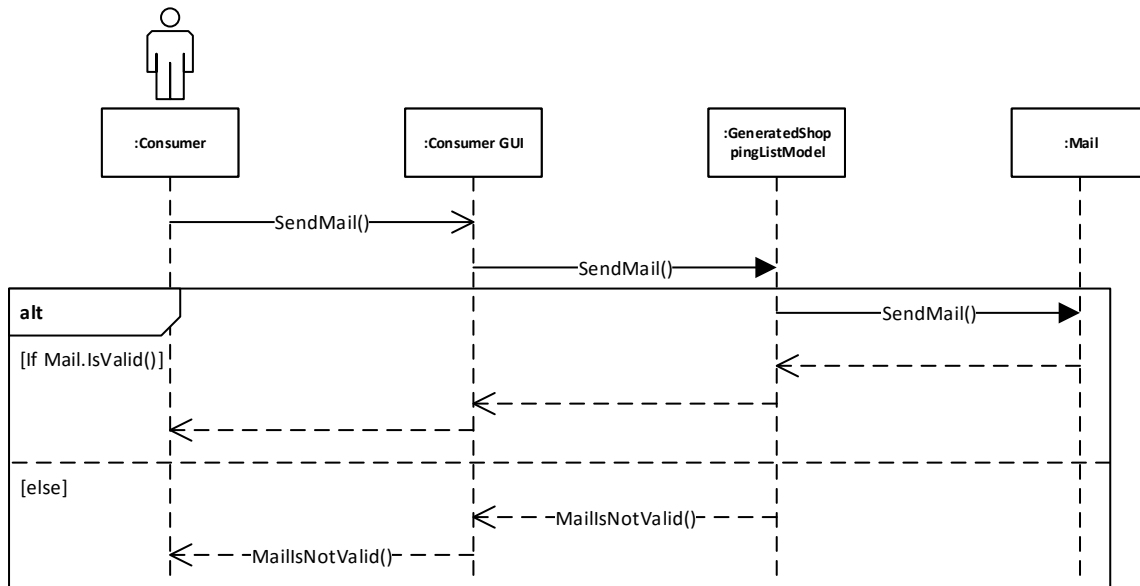 :Consumer
:Consumer GUI
:GeneratedShop
pingListModel
:Mail
SendMail()
SendMail()
alt
SendMail()
[If Mail.IsValid()]
[else]
MailIsNotValid()
MailIsNotValid()